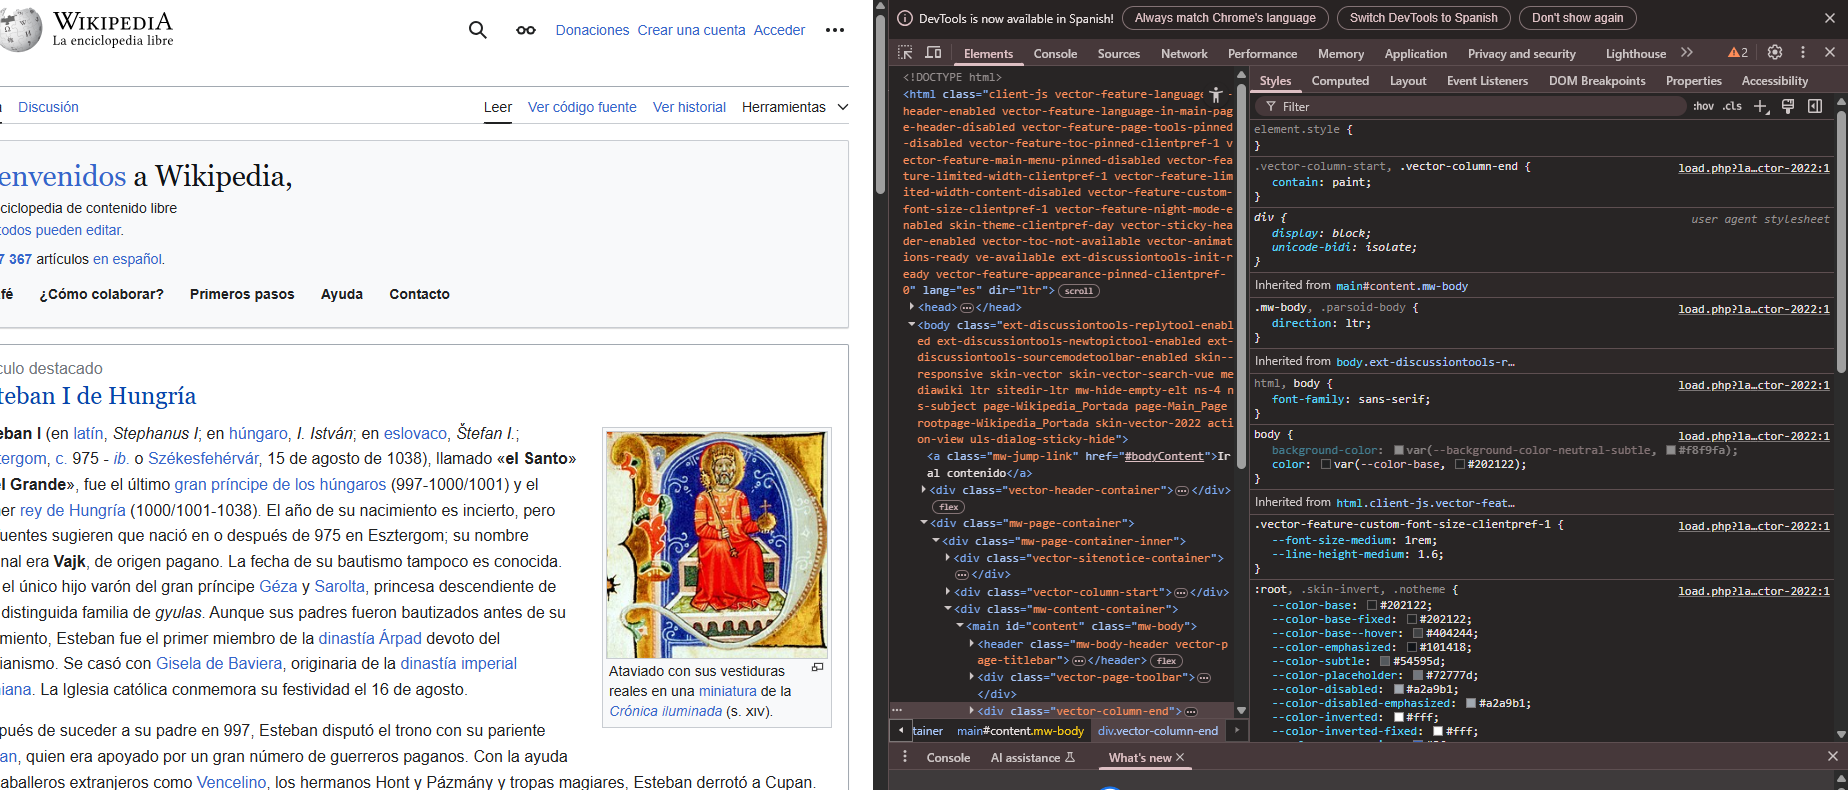 WIKIPEDIA
La enciclopedia libre
Donaciones Crear una cuenta Acceder
Discusión
Leer Ver código fuente Ver historial Herramientas
envenidos a Wikipedia,
ciclopedia de contenido libre
todos pueden editar.
7 367 artículos en español.
fé ¿Cómo colaborar? Primeros pasos Ayuda Contacto
culo destacado
teban I de Hungría
eban I (en latín, Stephanus I; en húngaro, I. István; en eslovaco, Štefan I.;
tergom, c. 975 - ib. o Székesfehérvár, 15 de agosto de 1038), llamado «el Santo»
el Grande», fue el último gran príncipe de los húngaros (997-1000/1001) y el
ner rey de Hungría (1000/1001-1038). El año de su nacimiento es incierto, pero
uentes sugieren que nació en o después de 975 en Esztergom; su nombre
nal era Vajk, de origen pagano. La fecha de su bautismo tampoco es conocida.
el único hijo varón del gran príncipe Géza y Sarolta, princesa descendiente de
distinguida familia de gyulas. Aunque sus padres fueron bautizados antes de su
miento, Esteban fue el primer miembro de la dinastía Árpad devoto del
ianismo. Se casó con Gisela de Baviera, originaria de la dinastía imperial
niana. La Iglesia católica conmemora su festividad el 16 de agosto.
Ataviado con sus vestiduras
reales en una miniatura de la
Crónica iluminada (s. XIV).
pués de suceder a su padre en 997, Esteban disputó el trono con su pariente
an, quien era apoyado por un gran número de guerreros paganos. Con la ayuda
aballeros extranjeros como Vencelino, los hermanos Hont y Pázmány y tropas magiares, Esteban derrotó a Cupan.
DevTools is now available in Spanish! Always match Chrome's language Switch DevTools to Spanish Don't show again
Elements Console Sources Network Performance Memory Application Privacy and security Lighthouse 2
<!DOCTYPE html>
<html class="client-js vector-feature-language-
header-enabled vector-feature-language-in-main-pag
e-header-disabled vector-feature-page-tools-pinned
-disabled vector-feature-toc-pinned-clientpref-1 v
ector-feature-main-menu-pinned-disabled vector-fea
ture-limited-width-clientpref-1 vector-feature-lim
ited-width-content-disabled vector-feature-custom-
font-size-clientpref-1 vector-feature-night-mode-e
nabled skin-theme-clientpref-day vector-sticky-hea
der-enabled vector-toc-not-available vector-animat
ions-ready ve-available ext-discussiontools-init-r
eady vector-feature-appearance-pinned-clientpref-
0" lang="es" dir="ltr"> scroll
<head> </head>
<body class="ext-discussiontools-replytool-enabl
ed ext-discussiontools-newtopictool-enabled ext-
discussiontools-sourcemodetoolbar-enabled skin--
responsive skin-vector skin-vector-search-vue me
diawiki ltr sitedir-ltr mw-hide-empty-elt ns-4 n
s-subject page-Wikipedia_Portada page-Main_Page
rootpage-Wikipedia_Portada skin-vector-2022 acti
on-view uls-dialog-sticky-hide">
<a class="mw-jump-link" href="#bodyContent">Ir
al contenido</a>
<div class="vector-header-container"> </div>
flex
<div class="mw-page-container">
<div class="mw-page-container-inner">
<div class="vector-sitenotice-container">
</div>
<div class="vector-column-start"> </div>
<div class="mw-content-container">
<main id="content" class="mw-body">
<header class="mw-body-header vector-p
age-titlebar"> </header> flex
<div class="vector-page-toolbar">
</div>
<div class="vector-column-end">
tainer main#content.mw-body div.vector-column-end
Styles Computed Layout Event Listeners DOM Breakpoints Properties Accessibility
Filter :hov .cls
element.style {
}
.vector-column-start, .vector-column-end { load.php?la…ctor-2022:1
contain: paint;
}
div { user agent stylesheet
display: block;
unicode-bidi: isolate;
}
Inherited from main#content.mw-body
.mw-body, .parsoid-body { load.php?la…ctor-2022:1
direction: ltr;
}
Inherited from body.ext-discussiontools-r…
html, body { load.php?la…ctor-2022:1
font-family: sans-serif;
}
body { load.php?la…ctor-2022:1
background-color: var(--background-color-neutral-subtle, #f8f9fa);
color: var(--color-base, #202122);
}
Inherited from html.client-js.vector-feat…
.vector-feature-custom-font-size-clientpref-1 { load.php?la…ctor-2022:1
--font-size-medium: 1rem;
--line-height-medium: 1.6;
}
:root, .skin-invert, .notheme { load.php?la…ctor-2022:1
--color-base: #202122;
--color-base-fixed: #202122;
--color-base--hover: #404244;
--color-emphasized: #101418;
--color-subtle: #54595d;
--color-placeholder: #72777d;
--color-disabled: #a2a9b1;
--color-disabled-emphasized: #a2a9b1;
--color-inverted: #fff;
--color-inverted-fixed: #fff;
Console AI assistance What's new